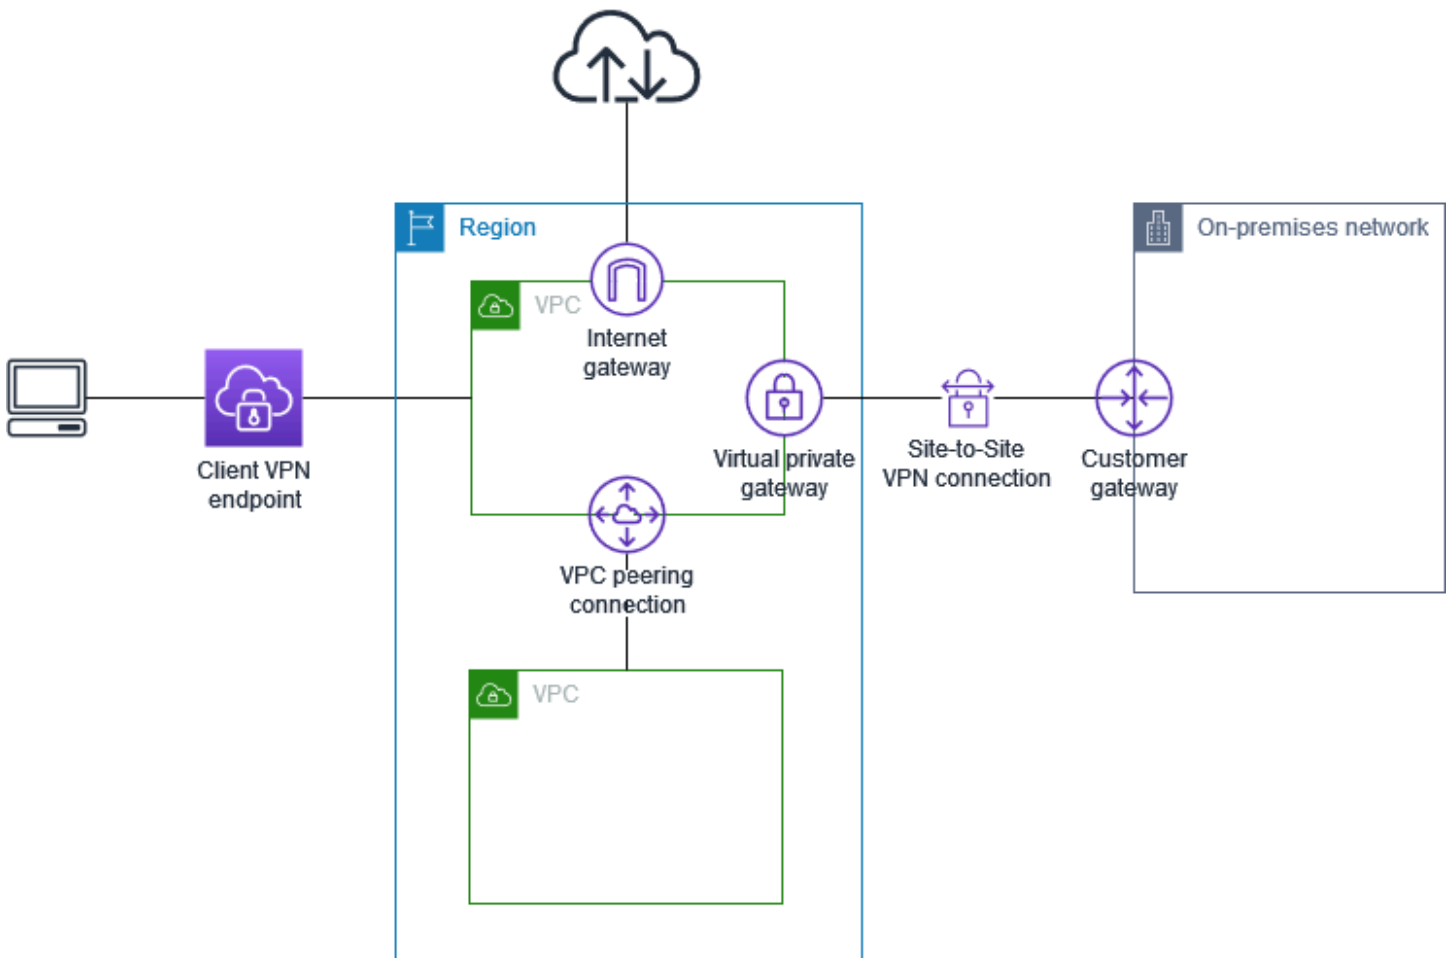 Region
On-premises network
VPC
Internet
gateway
Client VPN
endpoint
Virtual private
gateway
Site-to-Site
VPN connection
Customer
gateway
VPC peering
connection
VPC